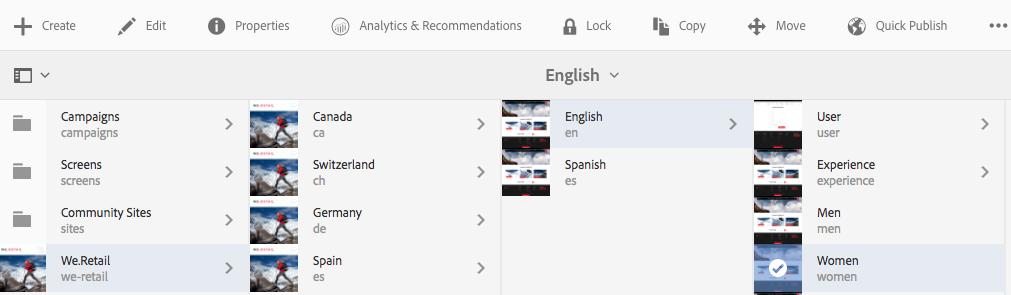 Create Edit Properties Analytics & Recommendations Lock Copy Move Quick Publish
English
Campaigns
campaigns
Screens
screens
Community Sites
sites
We.Retail
we-retail
Canada
ca
Switzerland
ch
Germany
de
Spain
es
English
en
Spanish
es
User
user
Experience
experience
Men
men
Women
women